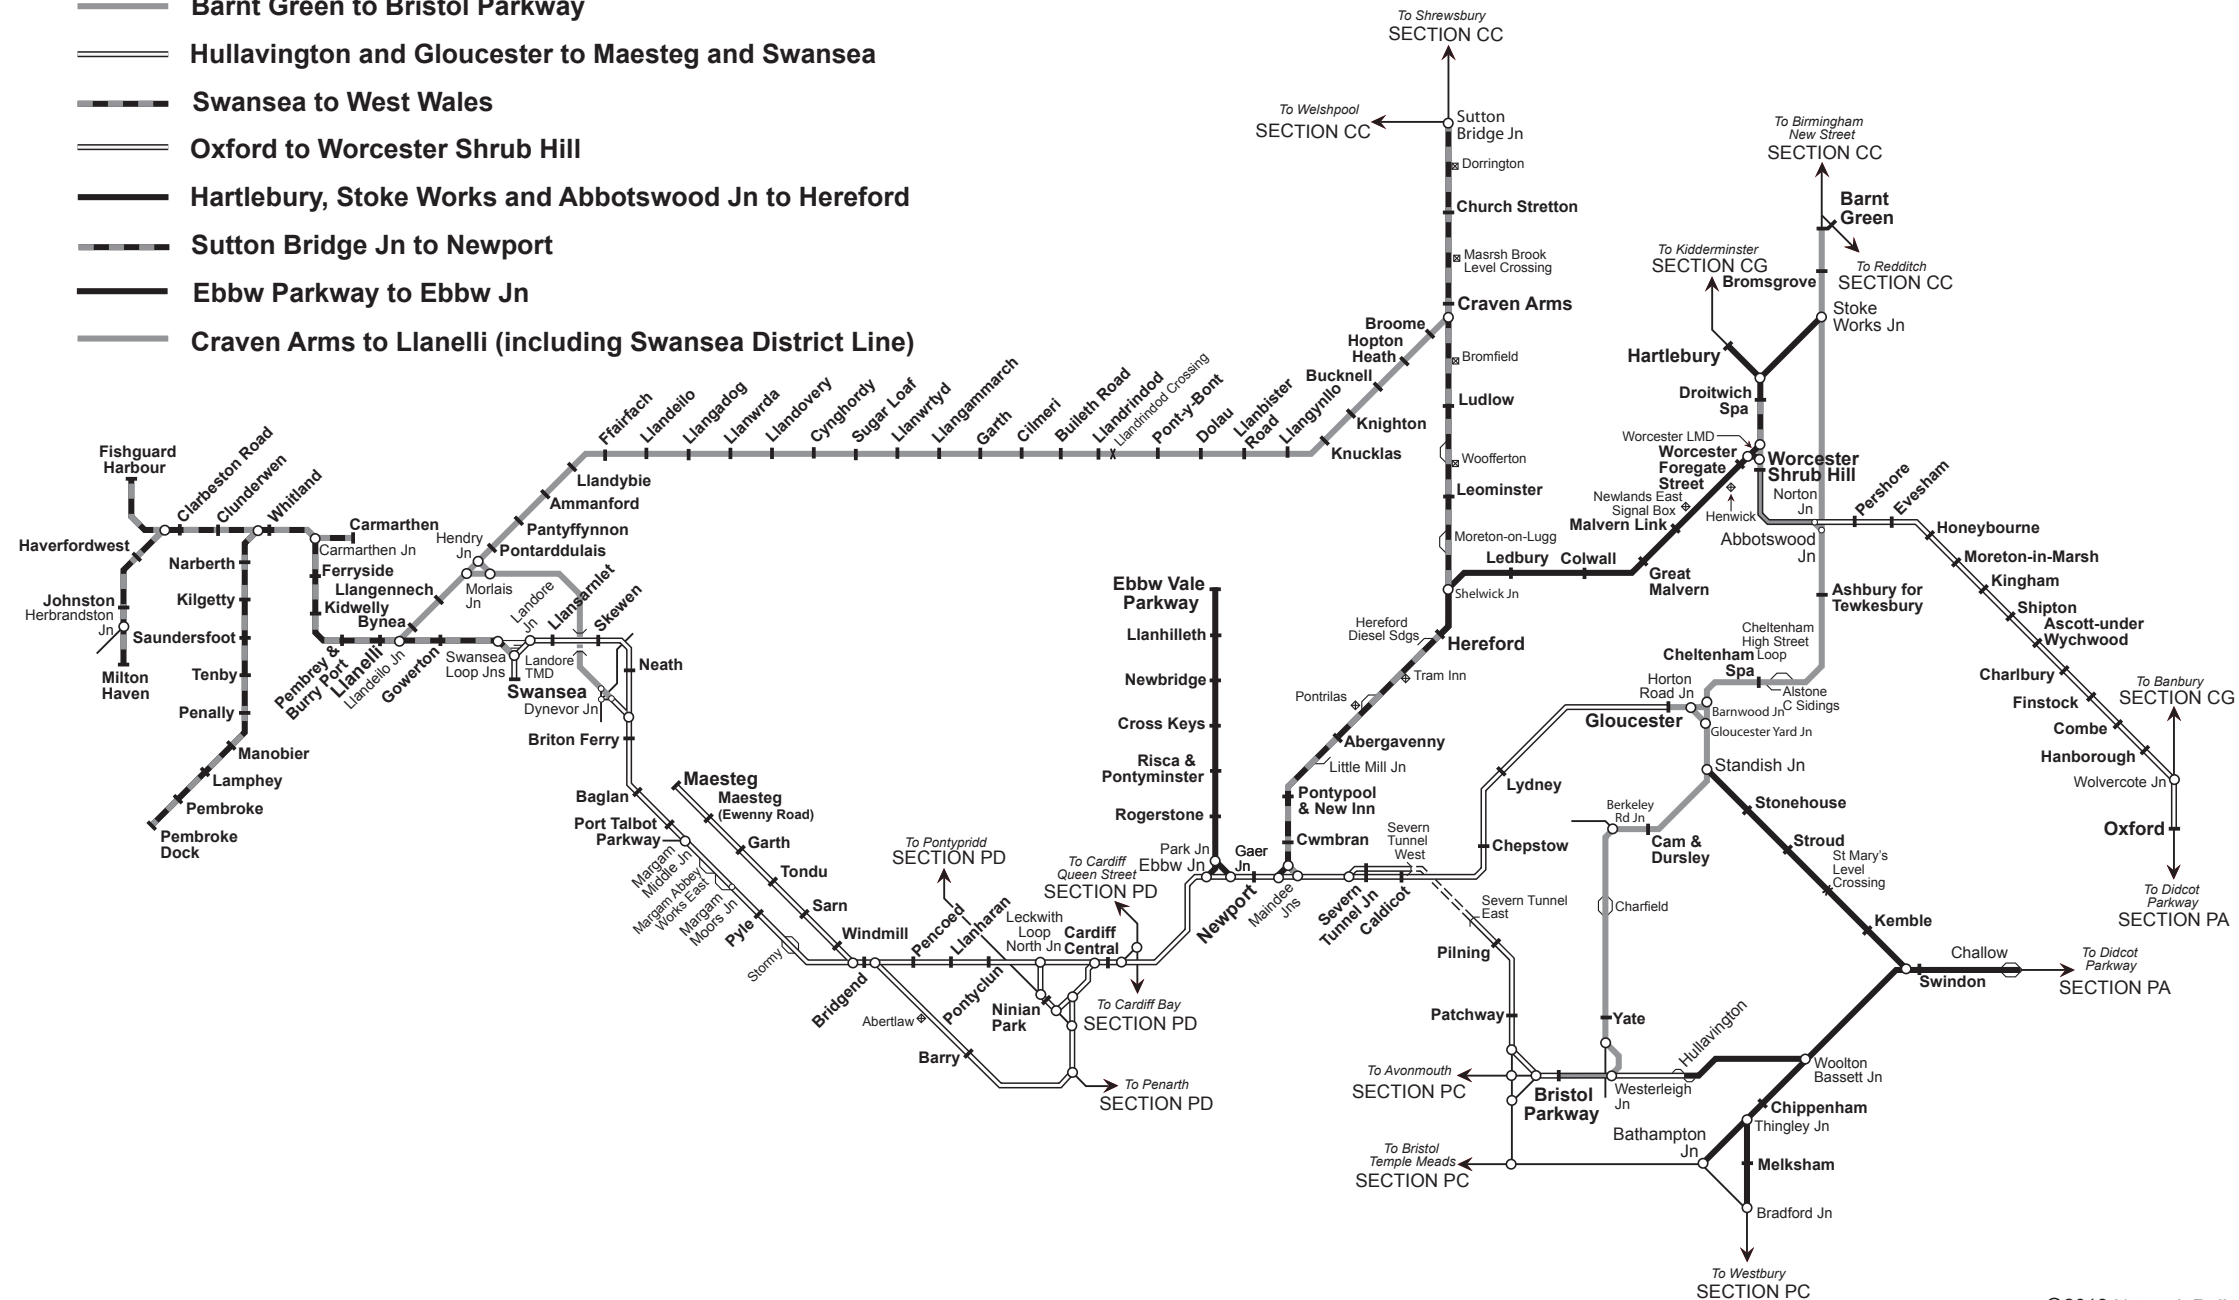 Barnt Green to Bristol Parkway
Hullavington and Gloucester to Maesteg and Swansea
Swansea to West Wales
Oxford to Worcester Shrub Hill
Hartlebury, Stoke Works and Abbotswood Jn to Hereford
Sutton Bridge Jn to Newport
Ebbw Parkway to Ebbw Jn
Craven Arms to Llanelli (including Swansea District Line)
To Shrewsbury
SECTION CC
To Welshpool
SECTION CC
Sutton
Bridge Jn
Dorrington
Church Stretton
Masrsh Brook
Level Crossing
Craven Arms
Bromfield
Ludlow
Woofferton
Leominster
Moreton-on-Lugg
Shelwick Jn
Hereford
Diesel Sdgs
Hereford
Tram Inn
Pontrilas
Abergavenny
Little Mill Jn
Pontypool
& New Inn
Cwmbran
Broome
Hopton
Heath
Bucknell
Knighton
Knucklas
Llangynllo
Llanbister
Road
Dolau
Pont-y-Bont
Llandrindod Crossing
Llandrindod
Buileth Road
Cilmeri
Garth
Llangammarch
Llanwrtyd
Sugar Loaf
Cynghordy
Llandovery
Llanwrda
Llangadog
Llandeilo
Ffairfach
Llandybie
Ammanford
Pantyffynnon
Pontarddulais
Hendry
Jn
Morlais
Jn
Llangennech
Bynea
Fishguard
Harbour
Clarbeston Road
Clunderwen
Whitland
Carmarthen
Carmarthen Jn
Haverfordwest
Johnston
Herbrandston
Jn
Milton
Haven
Narberth
Kilgetty
Saundersfoot
Tenby
Penally
Manobier
Lamphey
Pembroke
Pembroke
Dock
Ferryside
Kidwelly
Pembrey &
Burry Port
Llanelli
Llandeilo Jn
Gowerton
Swansea
Loop Jns
Landore
Jn
Landore
TMD
Swansea
Llansarnlet
Skewen
Neath
Dynevor Jn
Briton Ferry
Baglan
Port Talbot
Parkway
Margam
Middle Jn
Margam Abbey
Works East
Margam
Moors Jn
Pyle
Stormy
Maesteg
Maesteg
(Ewenny Road)
Garth
Tondu
Sarn
Windmill
Bridgend
Pencoed
Llanharan
Pontyclun
Abertlaw
Barry
To Pontypridd
SECTION PD
Leckwith
Loop
North Jn
Ninian
Park
Cardiff
Central
To Cardiff
Queen Street
SECTION PD
To Cardiff Bay
SECTION PD
To Penarth
SECTION PD
Ebbw Vale
Parkway
Llanhilleth
Newbridge
Cross Keys
Risca &
Pontyminster
Rogerstone
Park Jn
Ebbw Jn
Gaer
Jn
Newport
Maindee
Jns
Severn
Tunnel Jn
Caldicot
Severn
Tunnel
West
Severn Tunnel
East
Pilning
Patchway
Chepstow
Lydney
Gloucester
Horton
Road Jn
Barnwood Jn
Gloucester Yard Jn
Cheltenham
Spa
Cheltenham
High Street
Loop
Alstone
C Sidings
Standish Jn
Stonehouse
Stroud
St Mary's
Level
Crossing
Kemble
Swindon
Challow
To Didcot
Parkway
SECTION PA
Berkeley
Rd Jn
Cam &
Dursley
Charfield
Yate
Westerleigh
Jn
Hullavington
Woolton
Bassett Jn
Chippenham
Thingley Jn
Melksham
Bradford Jn
Bathampton
Jn
Bristol
Parkway
To Avonmouth
SECTION PC
To Bristol
Temple Meads
SECTION PC
To Westbury
SECTION PC
To Birmingham
New Street
SECTION CC
Barnt
Green
To Redditch
SECTION CC
To Kidderminster
SECTION CG
Bromsgrove
Stoke
Works Jn
Hartlebury
Droitwich
Spa
Worcester LMD
Worcester
Foregate
Street
Worcester
Shrub Hill
Newlands East
Signal Box
Henwick
Malvern Link
Great
Malvern
Colwall
Ledbury
Norton
Jn
Abbotswood
Jn
Ashbury for
Tewkesbury
Pershore
Evesham
Honeybourne
Moreton-in-Marsh
Kingham
Shipton
Ascott-under
Wychwood
Charlbury
Finstock
Combe
Hanborough
Wolvercote Jn
Oxford
To Banbury
SECTION CG
To Didcot
Parkway
SECTION PA